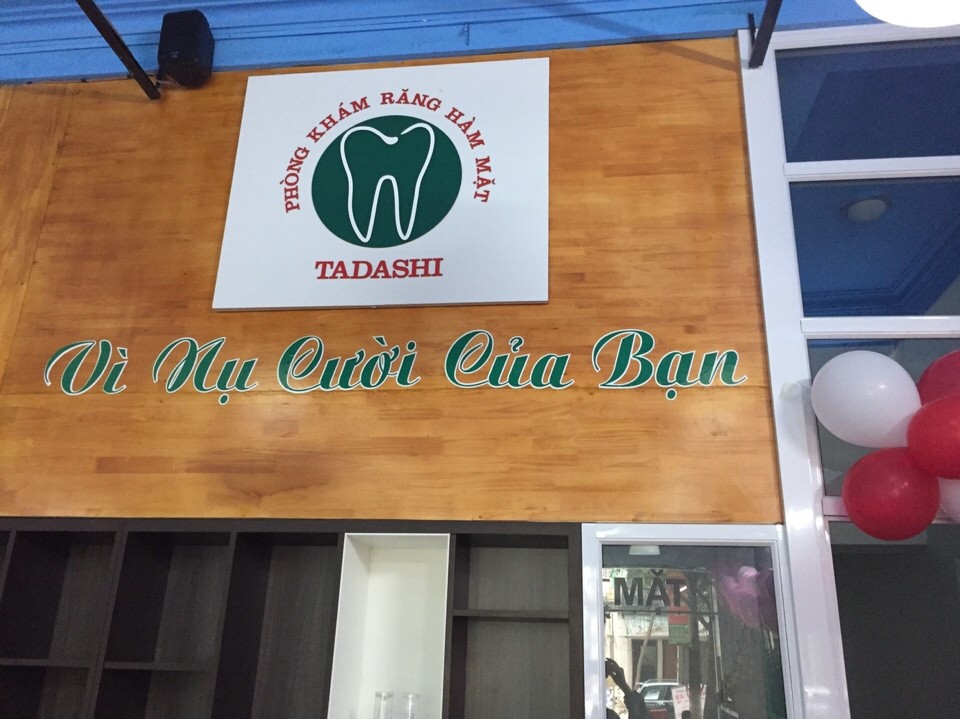 PHÒNG KHÁM RĂNG HÀM MẶT
TADASHI
Vì Nụ Cười Của Bạn
MẶT